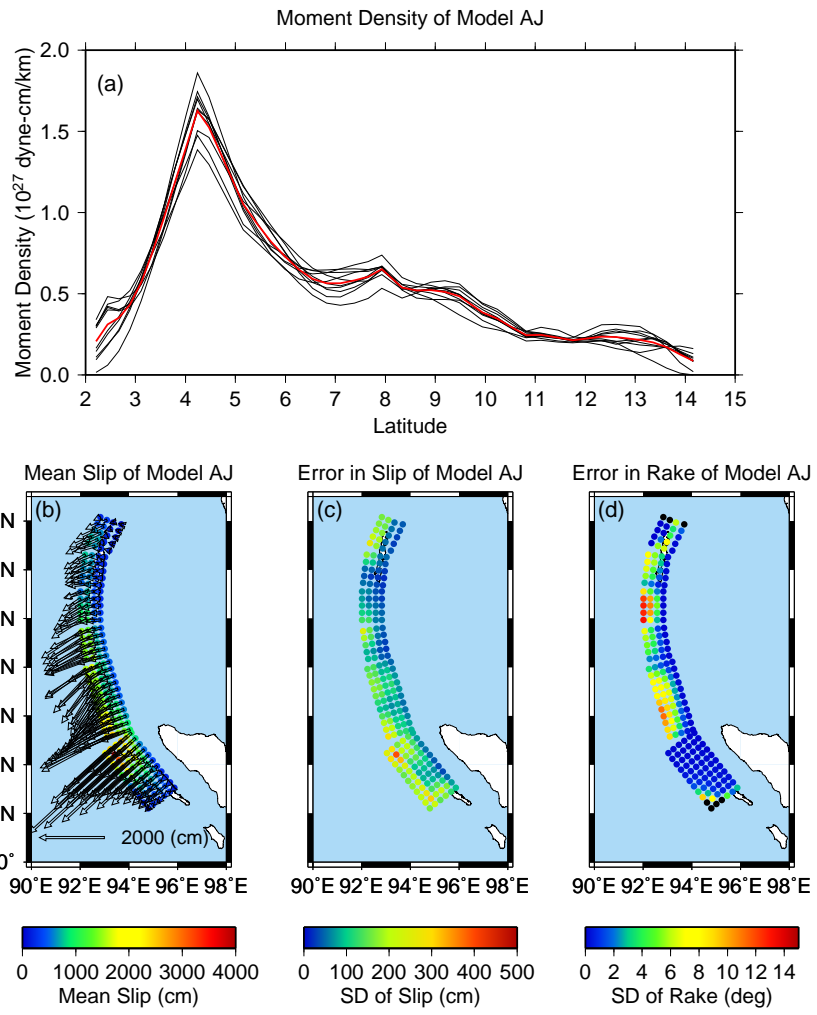 Moment Density of Model AJ
(a)
Moment Density (10²⁷ dyne-cm/km)
2.0
1.5
1.0
0.5
0.0
2 3 4 5 6 7 8 9 10 11 12 13 14 15
Latitude
Mean Slip of Model AJ Error in Slip of Model AJ Error in Rake of Model AJ
(b) (c) (d)
N
N
N
N
N
N
N
0°
2000 (cm)
90˚E 92˚E 94˚E 96˚E 98˚E 90˚E 92˚E 94˚E 96˚E 98˚E 90˚E 92˚E 94˚E 96˚E 98˚E
0 1000 2000 3000 4000 0 100 200 300 400 500 0 2 4 6 8 10 12 14
Mean Slip (cm) SD of Slip (cm) SD of Rake (deg)